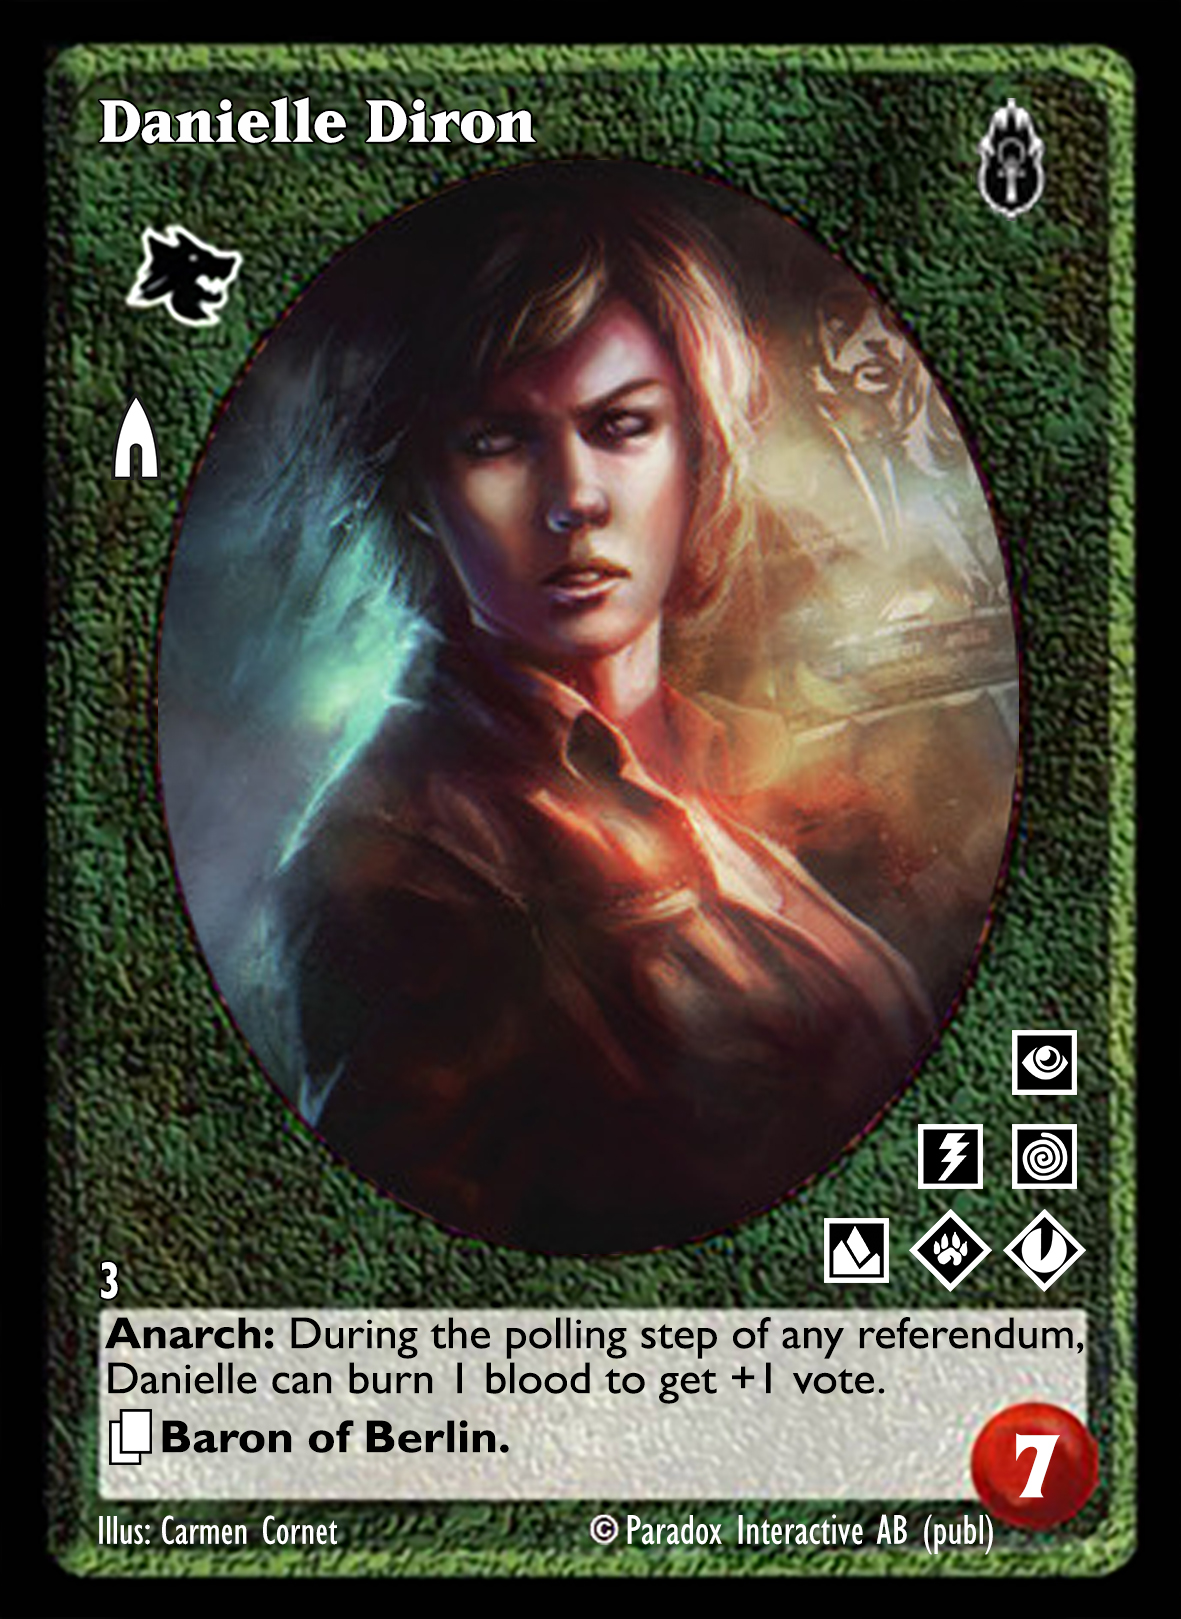 Danielle Diron
3
Anarch: During the polling step of any referendum,
Danielle can burn 1 blood to get +1 vote.
Baron of Berlin.
7
Illus: Carmen Cornet
© Paradox Interactive AB (publ)